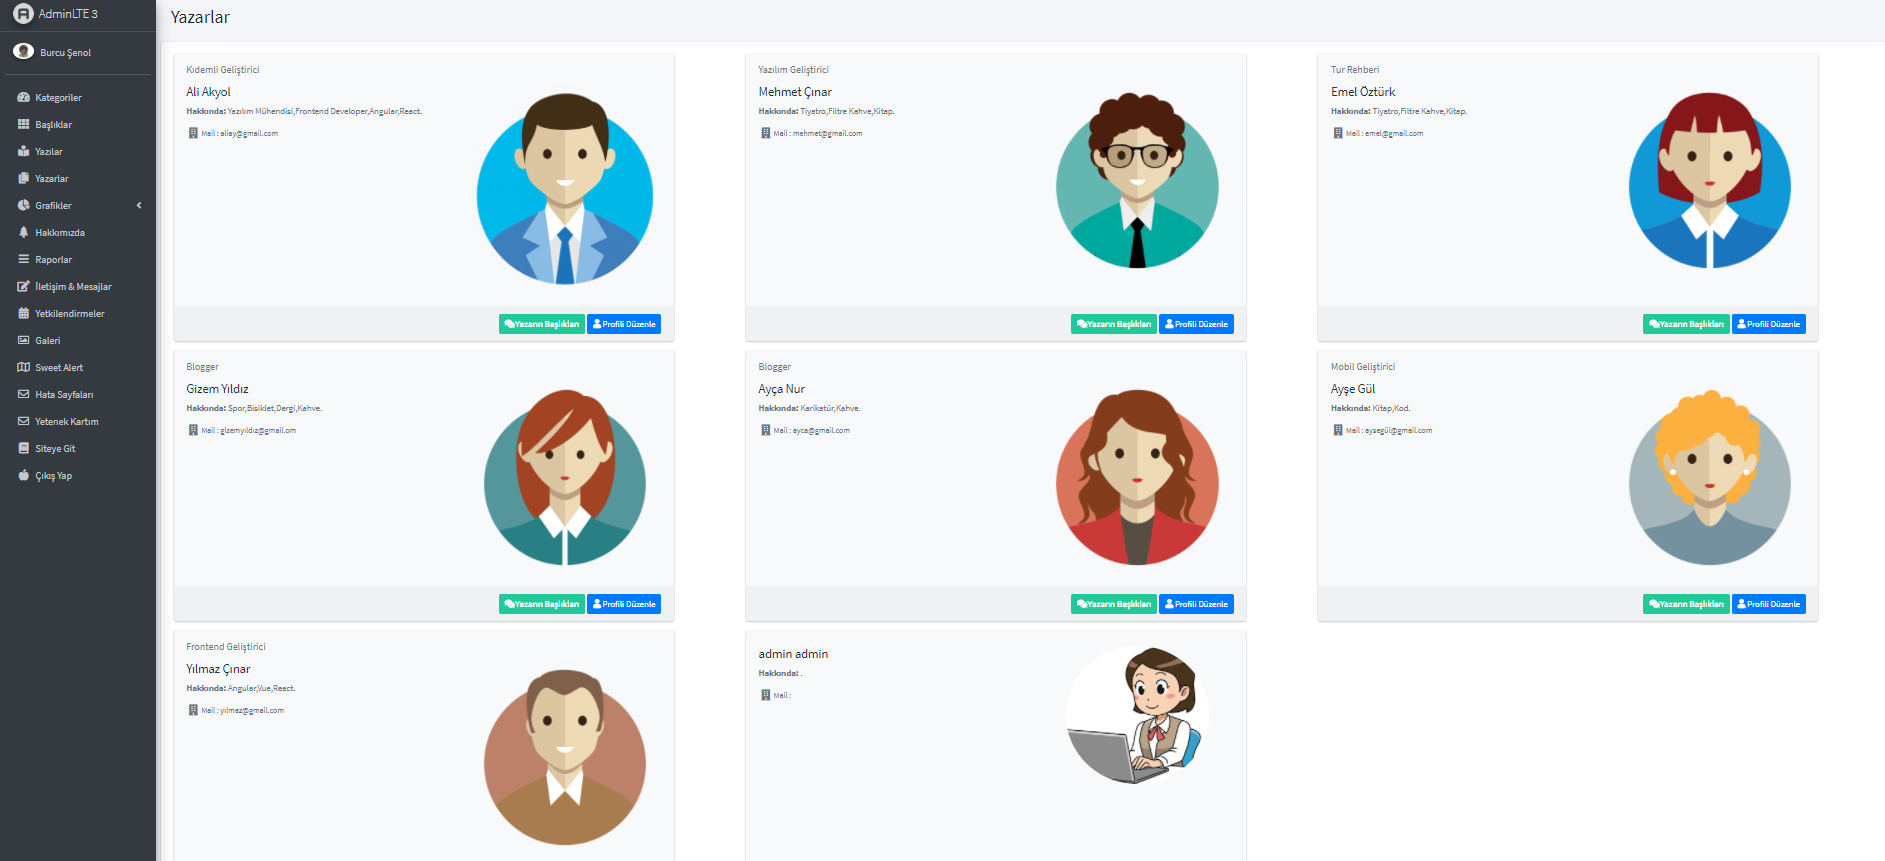 AdminLTE 3
Burcu Şenol
Kategoriler
Başlıklar
Yazılar
Yazarlar
Grafikler
Hakkımızda
Raporlar
İletişim & Mesajlar
Yetkilendirmeler
Galeri
Sweet Alert
Hata Sayfaları
Yetenek Kartım
Siteye Git
Çıkış Yap
Yazarlar
Kıdemli Geliştirici
Ali Akyol
Hakkında: Yazılım Mühendisi,Frontend Developer,Angular,React.
Mail : aliay@gmail.com
Yazarın Başlıkları
Profili Düzenle
Yazılım Geliştirici
Mehmet Çınar
Hakkında: Tiyatro,Filtre Kahve,Kitap.
Mail : mehmet@gmail.com
Yazarın Başlıkları
Profili Düzenle
Tur Rehberi
Emel Öztürk
Hakkında: Tiyatro,Filtre Kahve,Kitap.
Mail : emel@gmail.com
Yazarın Başlıkları
Profili Düzenle
Blogger
Gizem Yıldız
Hakkında: Spor,Bisiklet,Dergi,Kahve.
Mail : gizemyıldız@gmail.om
Yazarın Başlıkları
Profili Düzenle
Blogger
Ayça Nur
Hakkında: Karikatür,Kahve.
Mail : ayca@gmail.com
Yazarın Başlıkları
Profili Düzenle
Mobil Geliştirici
Ayşe Gül
Hakkında: Kitap,Kod.
Mail : aysegül@gmail.com
Yazarın Başlıkları
Profili Düzenle
Frontend Geliştirici
Yılmaz Çınar
Hakkında: Angular,Vue,React.
Mail : yılmaz@gmail.com
admin admin
Hakkında: .
Mail :